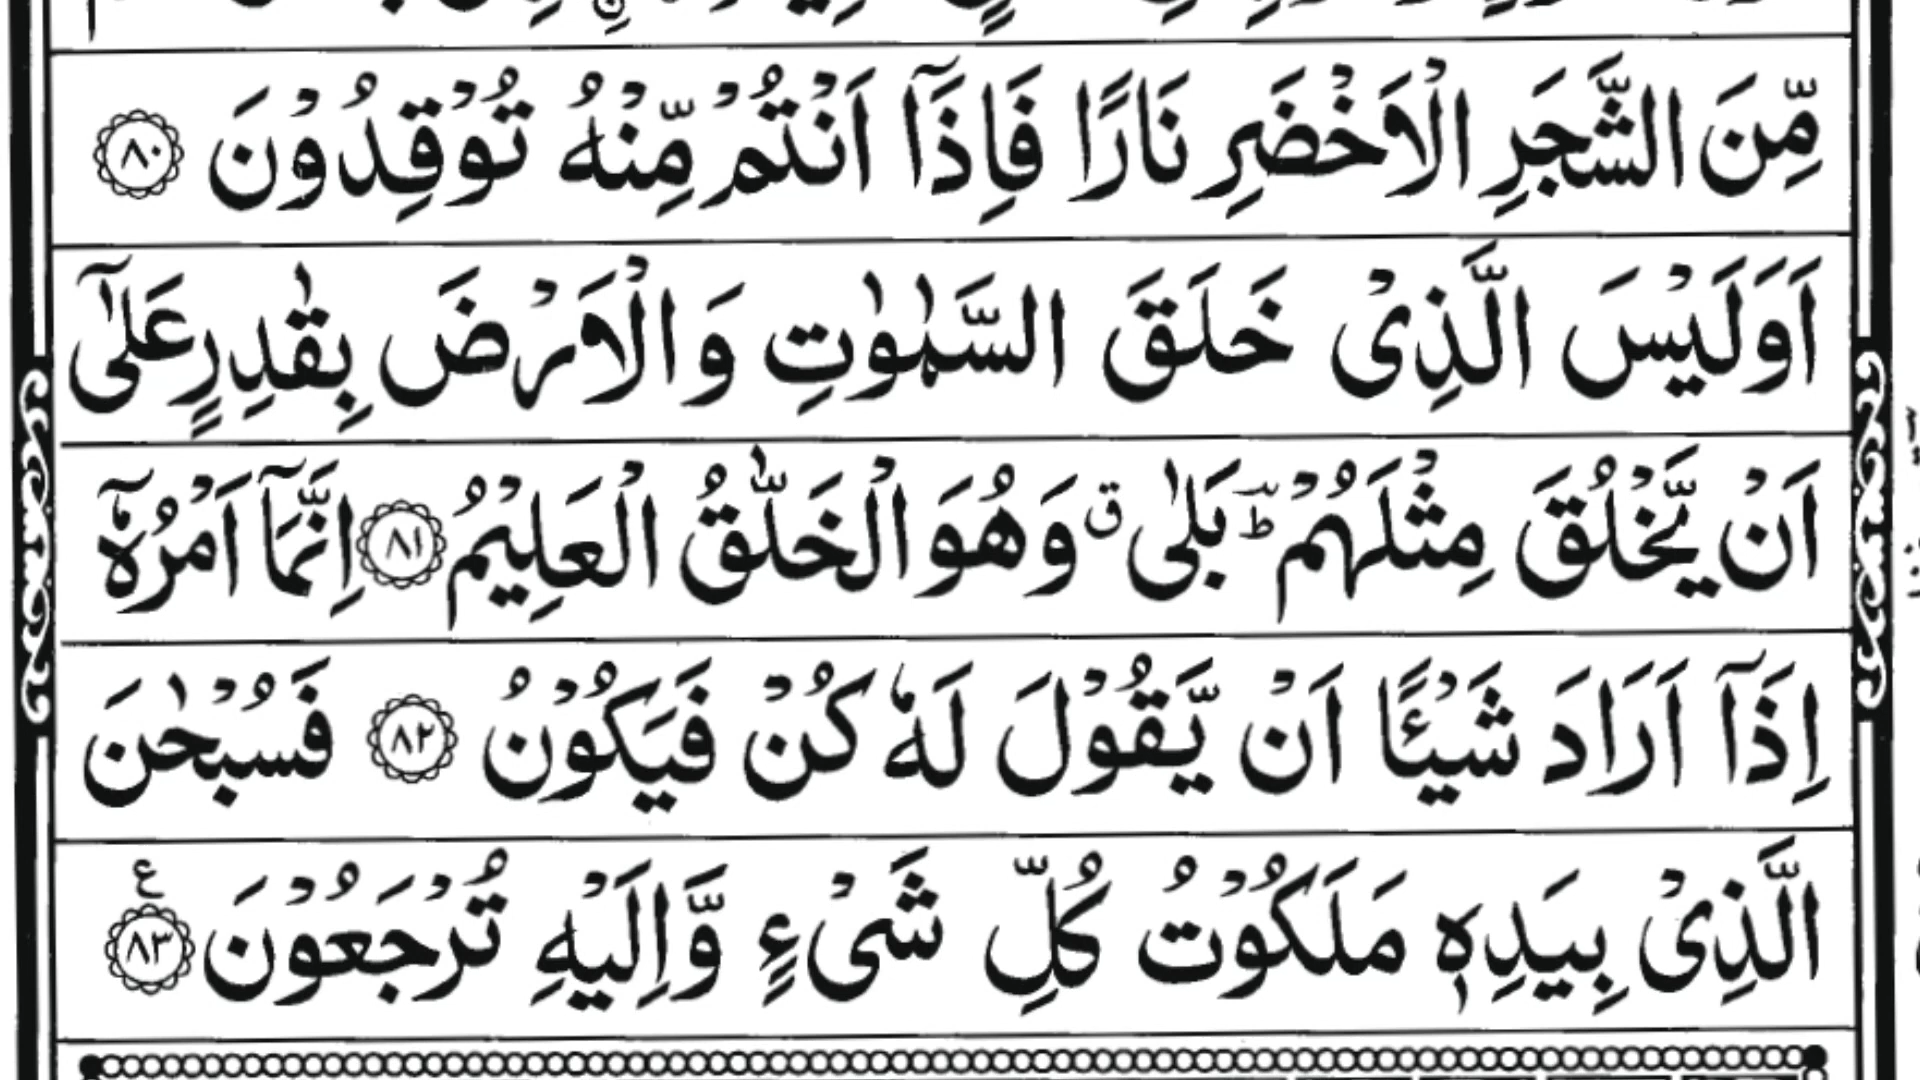 مِّنَ الشَّجَرِ الْاَخْضَرِ نَارًا فَاِذَاۤ اَنْتُمْ مِّنْهُ تُوْقِدُوْنَ ﴿۸۰﴾
اَوَلَيْسَ الَّذِيْ خَلَقَ السَّمٰوٰتِ وَالْاَرْضَ بِقٰدِرٍ عَلٰۤى
اَنْ يَّخْلُقَ مِثْلَهُمْ ؕ بَلٰى ۗ وَهُوَ الْخَلّٰقُ الْعَلِيْمُ ﴿۸۱﴾ اِنَّمَاۤ اَمْرُهٗۤ
اِذَاۤ اَرَادَ شَيْـًٔا اَنْ يَّقُوْلَ لَهٗ كُنْ فَيَكُوْنُ ﴿۸۲﴾ فَسُبْحٰنَ
الَّذِيْ بِيَدِهٖ مَلَكُوْتُ كُلِّ شَيْءٍ وَّاِلَيْهِ تُرْجَعُوْنَ ﴿۸۳﴾ ع